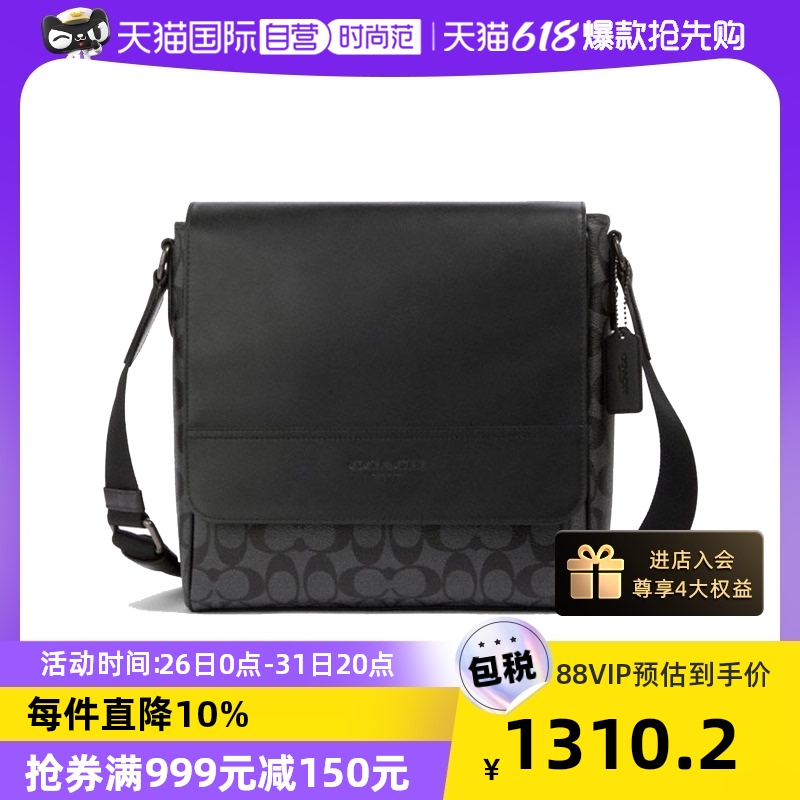 天猫国际 自营 时尚范 | 天猫618 爆款抢先购
COACH
进店入会
尊享4大权益
活动时间:26日0点-31日20点
每件直降10%
抢券满999元减150元
包税
88VIP预估到手价
¥1310.2